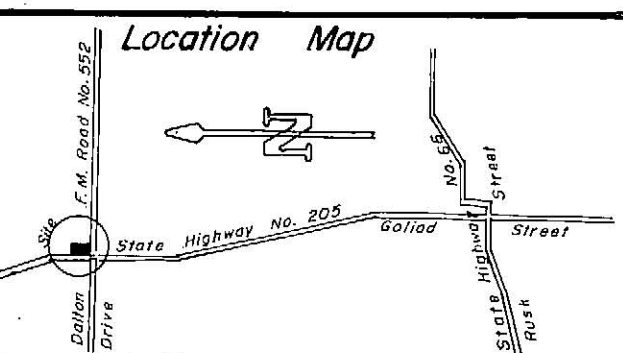 Location Map
F.M. Road No. 552
N
No. 66
Street
Site
State Highway No. 205
Goliad Street
Dalton
Drive
State Highway
Rusk